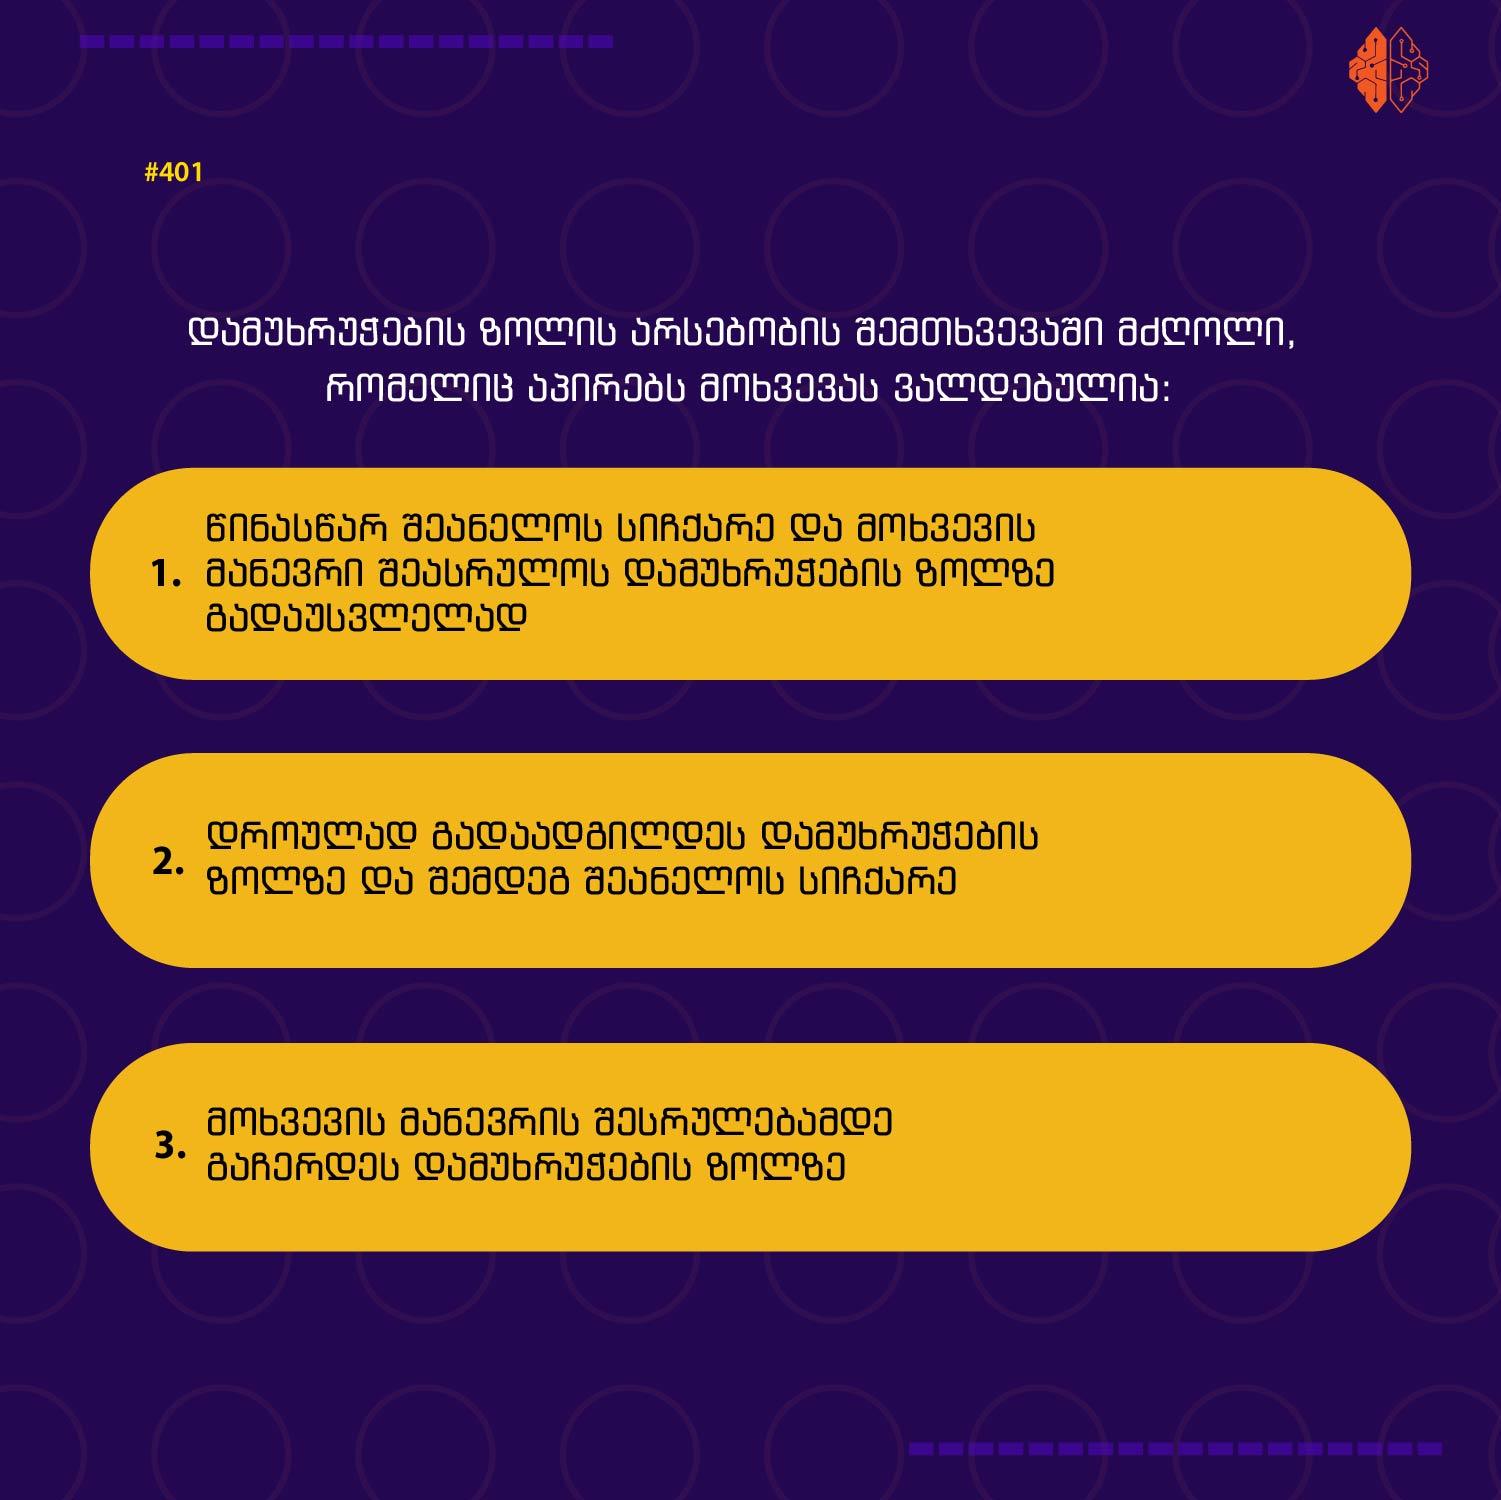 #401
დამუხრუჭების ზოლის არსებობის შემთხვევაში მძღოლი,
რომელიც აპირებს მოხვევას ვალდებულია:
1. წინასწარ შეანელოს სიჩქარე და მოხვევის
მანევრი შეასრულოს დამუხრუჭების ზოლზე
გადაუსვლელად
2. დროულად გადაადგილდეს დამუხრუჭების
ზოლზე და შემდეგ შეანელოს სიჩქარე
3. მოხვევის მანევრის შესრულებამდე
გაჩერდეს დამუხრუჭების ზოლზე